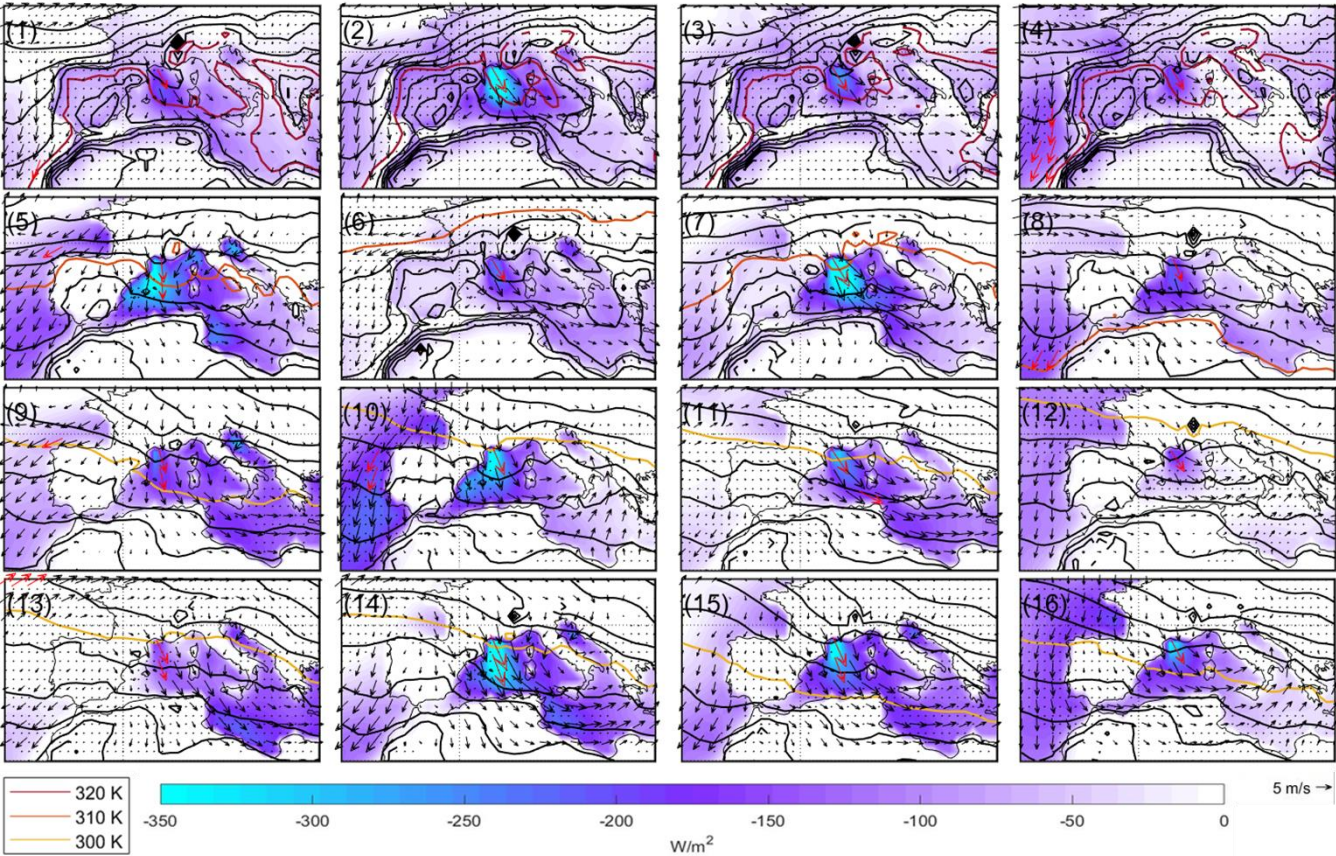 (1) (2) (3) (4)
(5) (6) (7) (8)
(9) (10) (11) (12)
(13) (14) (15) (16)
320 K
310 K
300 K
-350 -300 -250 -200 -150 -100 -50 0
W/m²
5 m/s